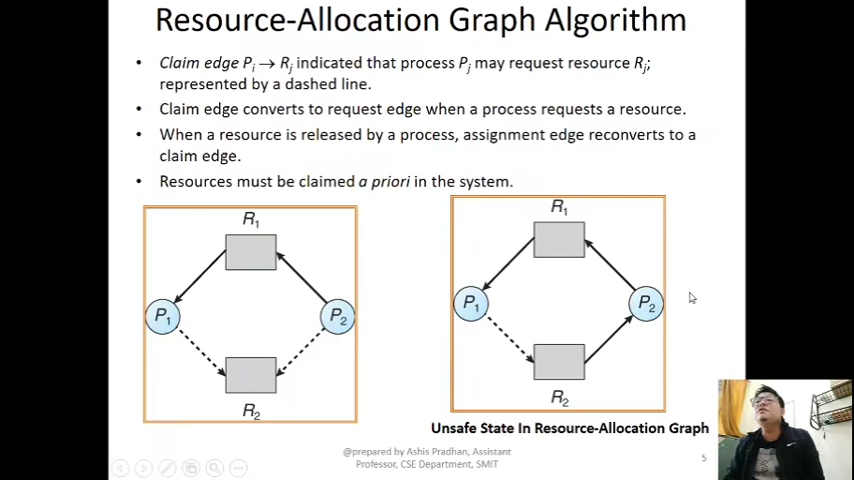 Resource-Allocation Graph Algorithm
• Claim edge Pi → Rj indicated that process Pj may request resource Rj;
represented by a dashed line.
• Claim edge converts to request edge when a process requests a resource.
• When a resource is released by a process, assignment edge reconverts to a
claim edge.
• Resources must be claimed a priori in the system.
R1
P1
P2
R2
R1
P1
P2
R2
Unsafe State In Resource-Allocation Graph
@prepared by Ashis Pradhan, Assistant
Professor, CSE Department, SMIT
5